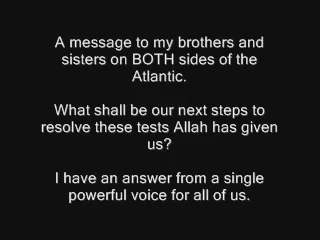 A message to my brothers and
sisters on BOTH sides of the
Atlantic.
What shall be our next steps to
resolve these tests Allah has given
us?
I have an answer from a single
powerful voice for all of us.